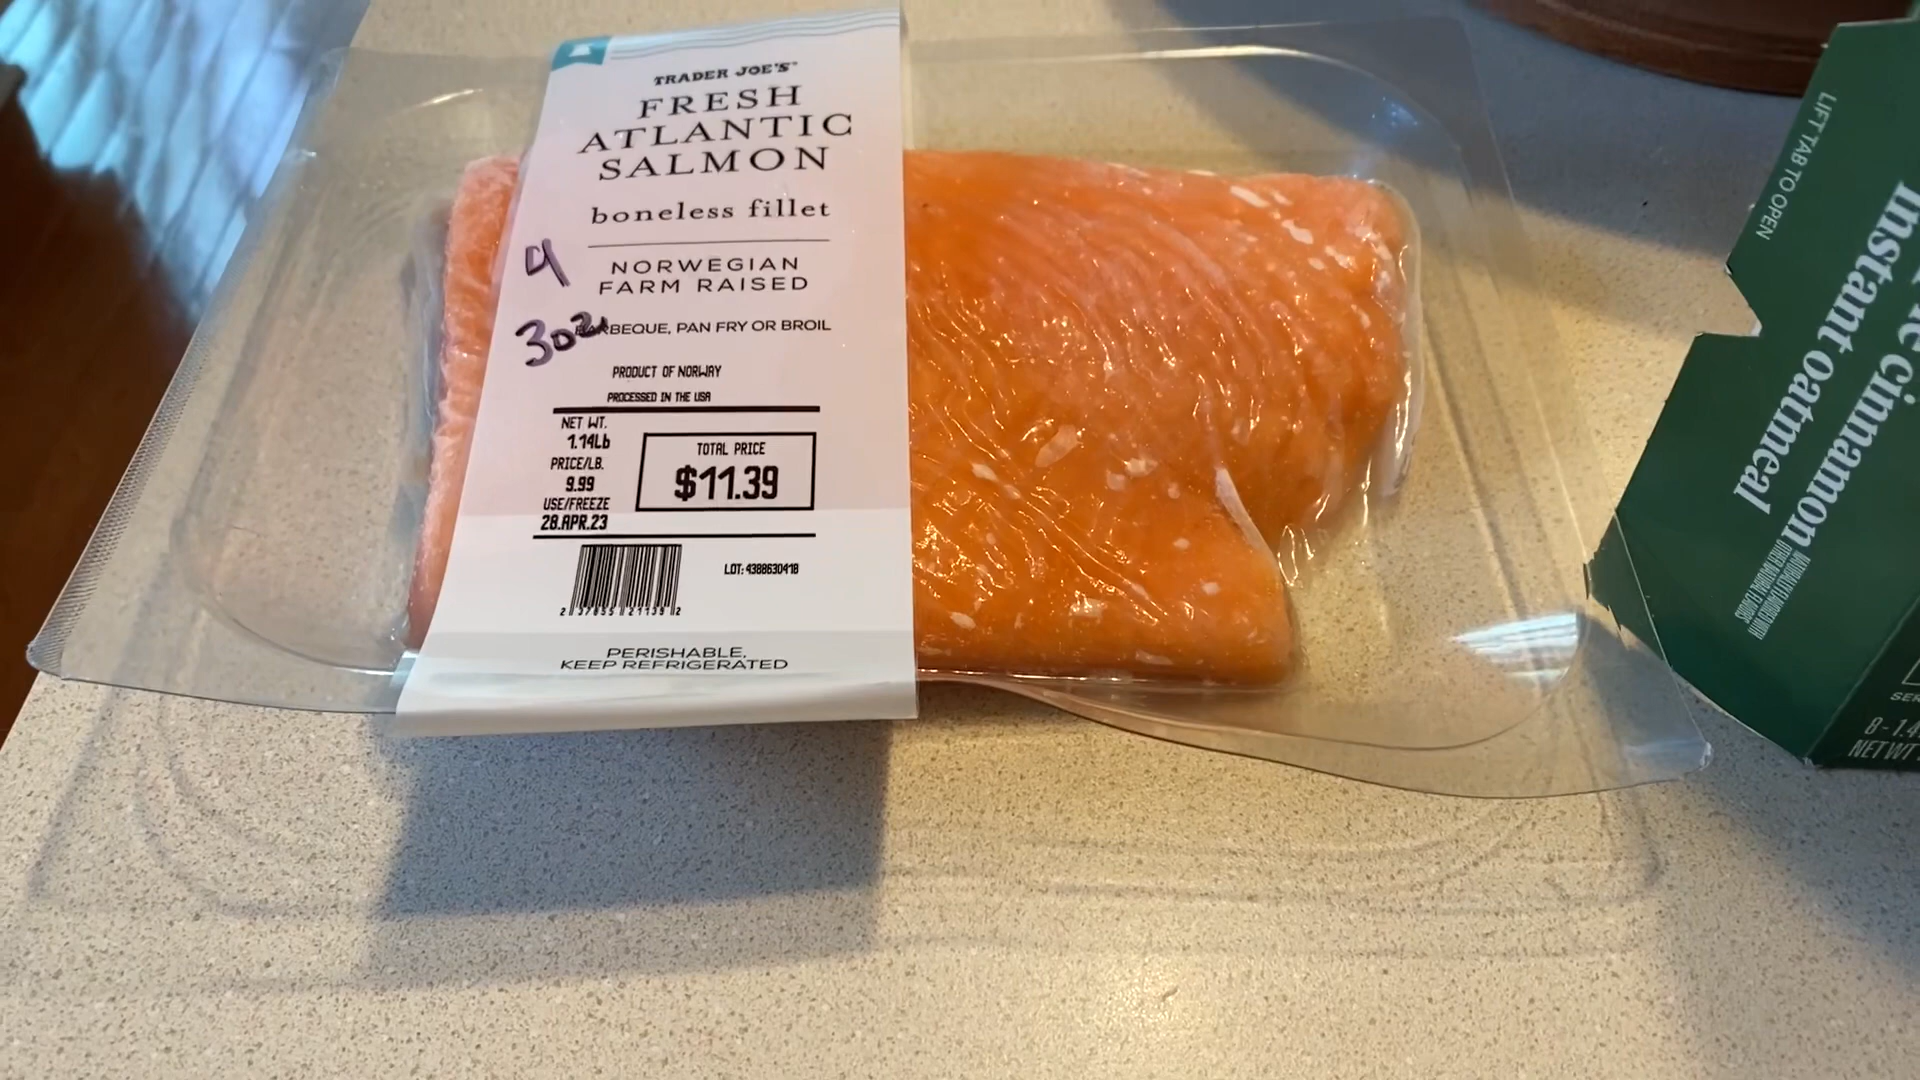 TRADER JOE'S
FRESH
ATLANTIC
SALMON
boneless fillet
NORWEGIAN
FARM RAISED
BARBEQUE, PAN FRY OR BROIL
PRODUCT OF NORWAY
PROCESSED IN THE USA
NET WT.
1.14Lb
PRICE/LB.
9.99
USE/FREEZE
28.APR.23
TOTAL PRICE
$11.39
LOT: 4388630418
PERISHABLE,
KEEP REFRIGERATED
LIFT TAB TO OPEN
cinnamon
instant oatmeal
NET WT